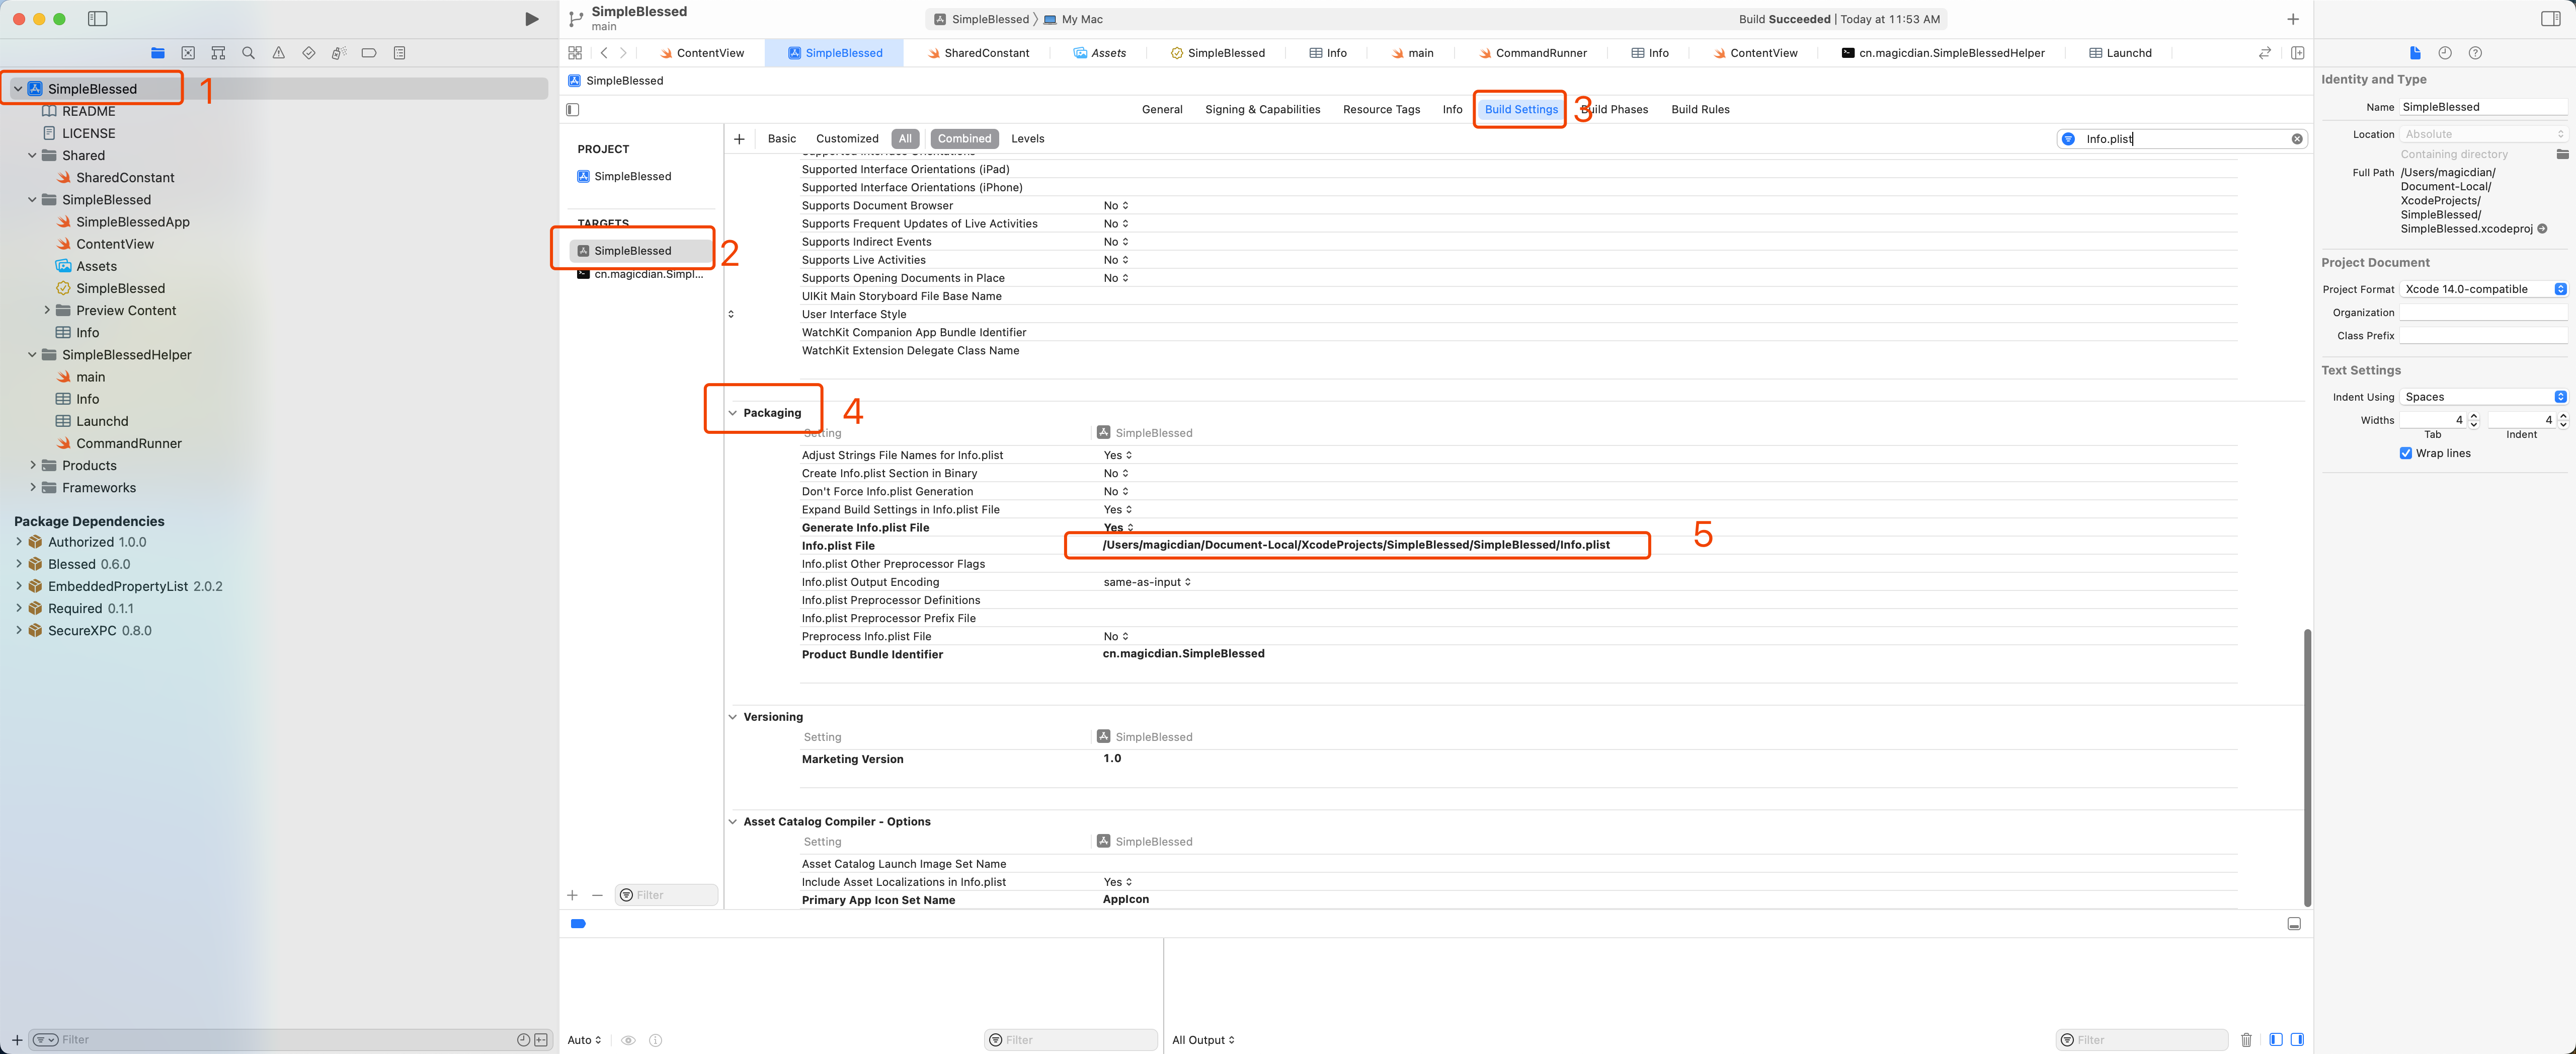 SimpleBlessed
main
SimpleBlessed 〉 My Mac
Build Succeeded | Today at 11:53 AM
ContentView
SimpleBlessed
SharedConstant
Assets
SimpleBlessed
Info
main
CommandRunner
Info
ContentView
cn.magicdian.SimpleBlessedHelper
Launchd
SimpleBlessed
1
README
LICENSE
Shared
SharedConstant
SimpleBlessed
SimpleBlessedApp
ContentView
Assets
SimpleBlessed
Preview Content
Info
SimpleBlessedHelper
main
Info
Launchd
CommandRunner
Products
Frameworks
Package Dependencies
Authorized 1.0.0
Blessed 0.6.0
EmbeddedPropertyList 2.0.2
Required 0.1.1
SecureXPC 0.8.0
Filter
SimpleBlessed
General
Signing & Capabilities
Resource Tags
Info
Build Settings
3
Build Phases
Build Rules
PROJECT
SimpleBlessed
TARGETS
SimpleBlessed
2
cn.magicdian.Simpl...
Filter
Basic
Customized
All
Combined
Levels
Info.plist
Supported Interface Orientations
Supported Interface Orientations (iPad)
Supported Interface Orientations (iPhone)
Supports Document Browser No
Supports Frequent Updates of Live Activities No
Supports Indirect Events No
Supports Live Activities No
Supports Opening Documents in Place No
UIKit Main Storyboard File Base Name
User Interface Style
WatchKit Companion App Bundle Identifier
WatchKit Extension Delegate Class Name
Packaging
4
Setting SimpleBlessed
Adjust Strings File Names for Info.plist Yes
Create Info.plist Section in Binary No
Don't Force Info.plist Generation No
Expand Build Settings in Info.plist File Yes
Generate Info.plist File Yes
Info.plist File /Users/magicdian/Document-Local/XcodeProjects/SimpleBlessed/SimpleBlessed/Info.plist
5
Info.plist Other Preprocessor Flags
Info.plist Output Encoding same-as-input
Info.plist Preprocessor Definitions
Info.plist Preprocessor Prefix File
Preprocess Info.plist File No
Product Bundle Identifier cn.magicdian.SimpleBlessed
Versioning
Setting SimpleBlessed
Marketing Version 1.0
Asset Catalog Compiler - Options
Setting SimpleBlessed
Asset Catalog Launch Image Set Name
Include Asset Localizations in Info.plist Yes
Primary App Icon Set Name AppIcon
Auto
Filter
All Output
Filter
Identity and Type
Name SimpleBlessed
Location Absolute
Containing directory
Full Path /Users/magicdian/
Document-Local/
XcodeProjects/
SimpleBlessed/
SimpleBlessed.xcodeproj
Project Document
Project Format Xcode 14.0-compatible
Organization
Class Prefix
Text Settings
Indent Using Spaces
Widths 4 4
Tab Indent
Wrap lines